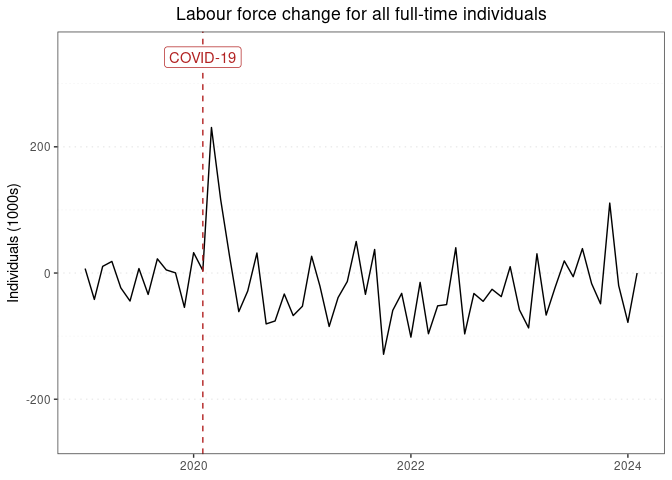 Labour force change for all full-time individuals
COVID-19
Individuals (1000s)
200
0
-200
2020
2022
2024